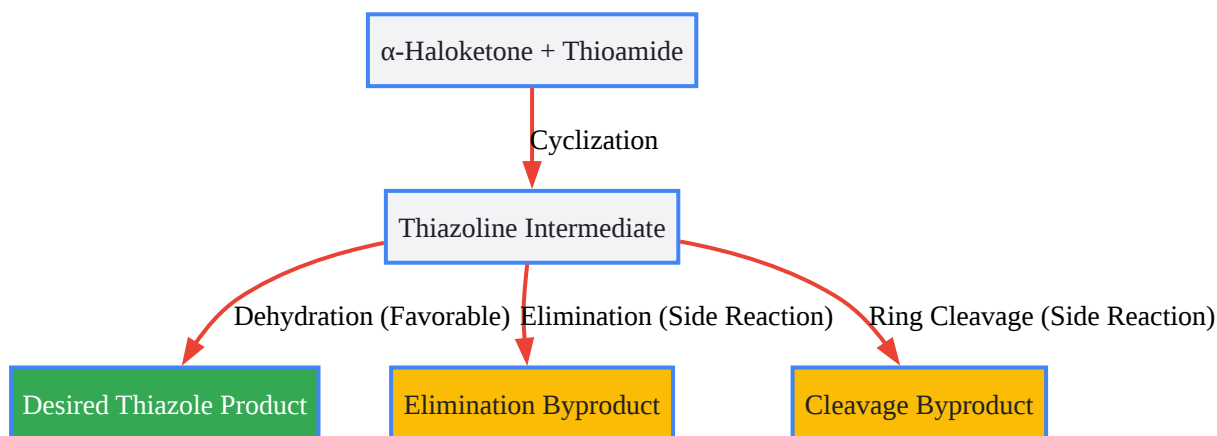 α-Haloketone + Thioamide
Cyclization
Thiazoline Intermediate
Dehydration (Favorable)
Elimination (Side Reaction)
Ring Cleavage (Side Reaction)
Desired Thiazole Product
Elimination Byproduct
Cleavage Byproduct